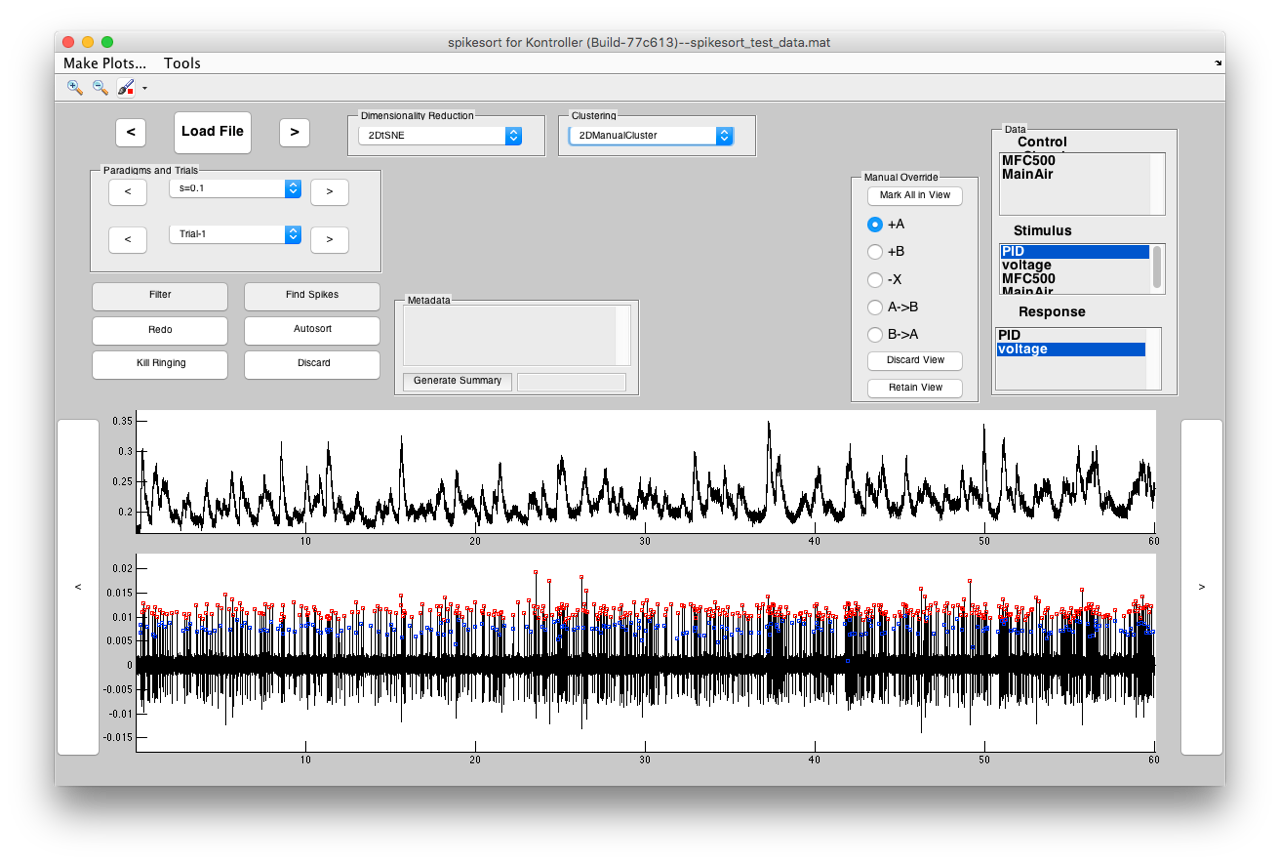 spikesort for Kontroller (Build-77c613)--spikesort_test_data.mat
Make Plots... Tools
< Load File >
Dimensionality Reduction
2DtSNE
Clustering
2DManualCluster
Paradigms and Trials
< s=0.1 >
< Trial-1 >
Filter Find Spikes
Redo Autosort
Kill Ringing Discard
Metadata
Generate Summary
Manual Override
Mark All in View
+A
+B
-X
A->B
B->A
Discard View
Retain View
Data
Control
MFC500
MainAir
Stimulus
PID
voltage
MFC500
MainAir
Response
PID
voltage
<
>
0.35
0.3
0.25
0.2
10 20 30 40 50 60
0.02
0.015
0.01
0.005
0
-0.005
-0.01
-0.015
10 20 30 40 50 60